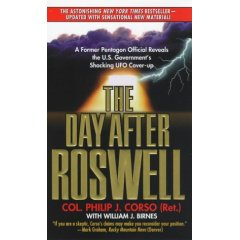 THE ASTONISHING NEW YORK TIMES BESTSELLER—
UPDATED WITH SENSATIONAL NEW MATERIAL!
A Former Pentagon Official Reveals
the U.S. Government's
Shocking UFO Cover-up
THE
DAY AFTER
ROSWELL
COL. PHILIP J. CORSO (Ret.)
WITH WILLIAM J. BIRNES
"If you are a skeptic, Corso's claims may make you reconsider your position."
—Mark Graham, Rocky Mountain News (Denver)